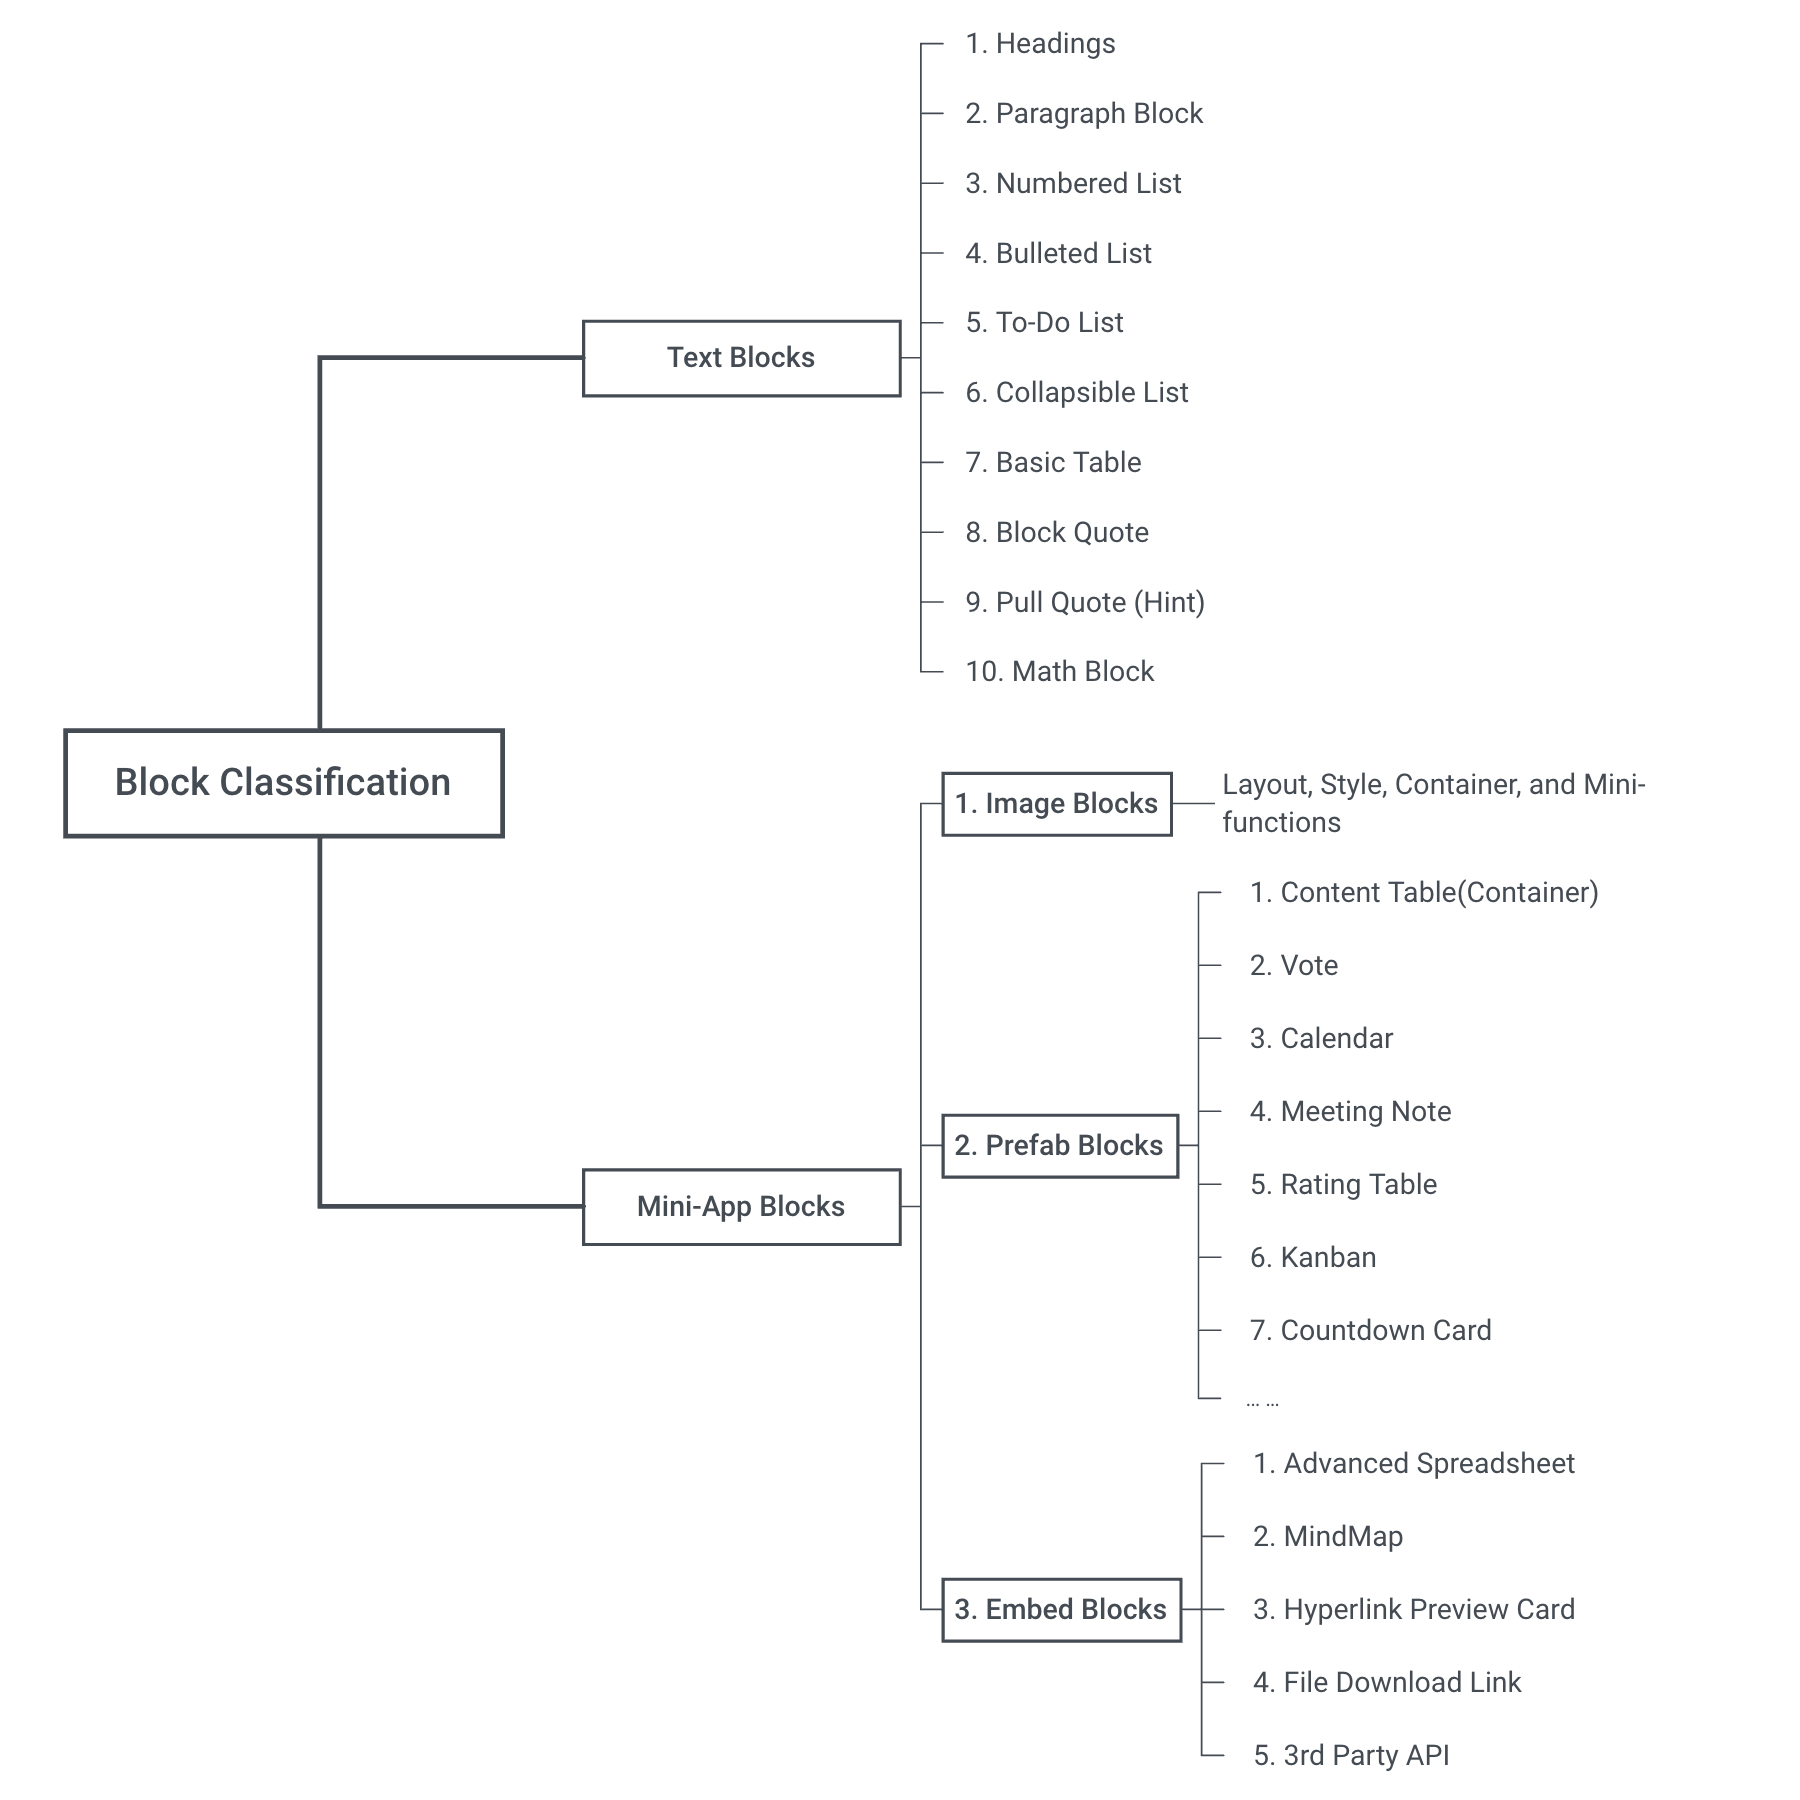 1. Headings
2. Paragraph Block
3. Numbered List
4. Bulleted List
5. To-Do List
Text Blocks
6. Collapsible List
7. Basic Table
8. Block Quote
9. Pull Quote (Hint)
10. Math Block
Block Classification
1. Image Blocks
Layout, Style, Container, and Mini-
functions
1. Content Table(Container)
2. Vote
3. Calendar
4. Meeting Note
2. Prefab Blocks
5. Rating Table
Mini-App Blocks
6. Kanban
7. Countdown Card
... ...
1. Advanced Spreadsheet
2. MindMap
3. Embed Blocks
3. Hyperlink Preview Card
4. File Download Link
5. 3rd Party API